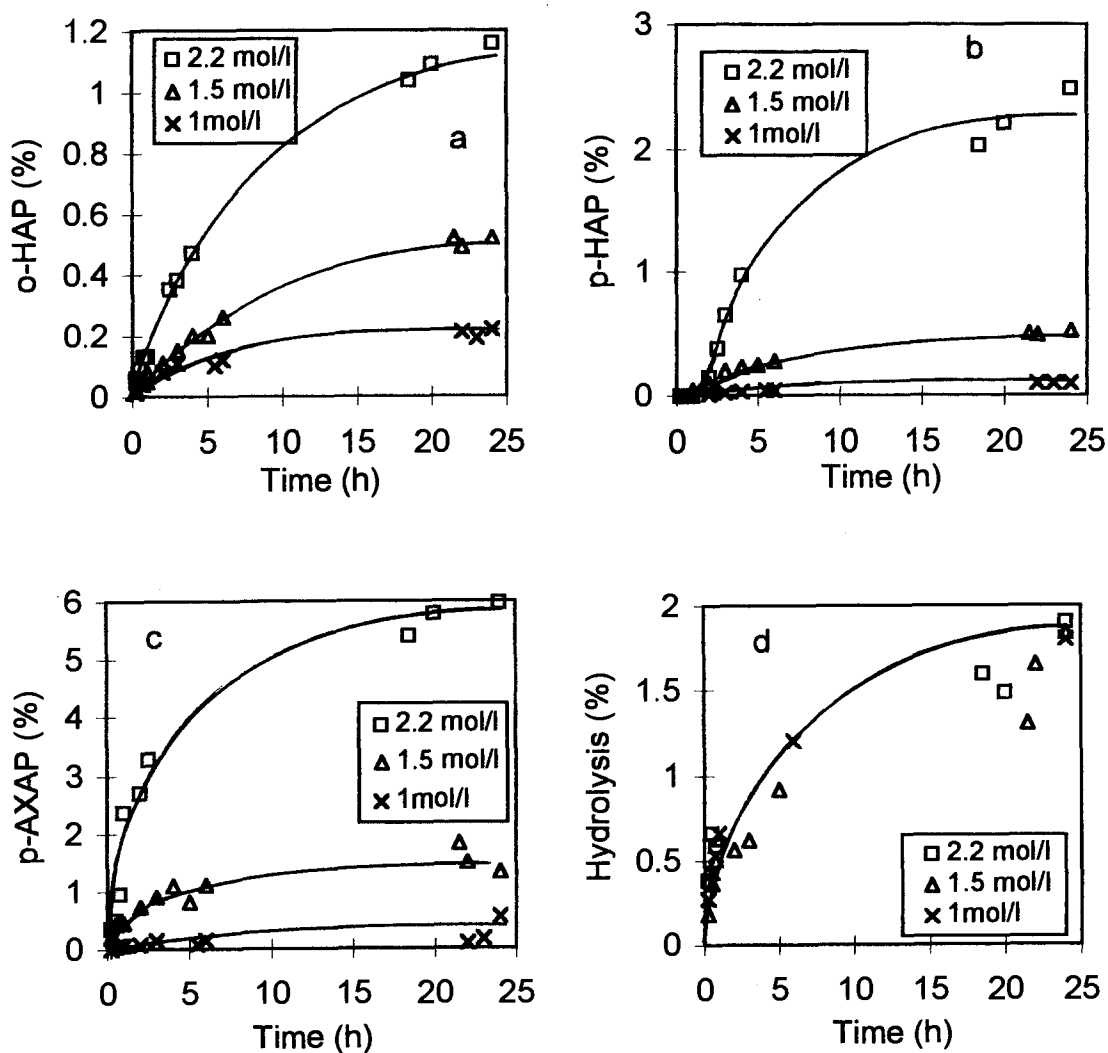 1.2
1
0.8
0.6
0.4
0.2
0
o-HAP (%)
2.2 mol/l
1.5 mol/l
1mol/l
a
0 5 10 15 20 25
Time (h)
3
2
1
0
p-HAP (%)
b
2.2 mol/l
1.5 mol/l
1mol/l
0 5 10 15 20 25
Time (h)
6
5
4
3
2
1
0
p-AXAP (%)
c
2.2 mol/l
1.5 mol/l
1mol/l
0 5 10 15 20 25
Time (h)
2
1.5
1
0.5
0
Hydrolysis (%)
d
2.2 mol/l
1.5 mol/l
1mol/l
0 5 10 15 20 25
Time (h)